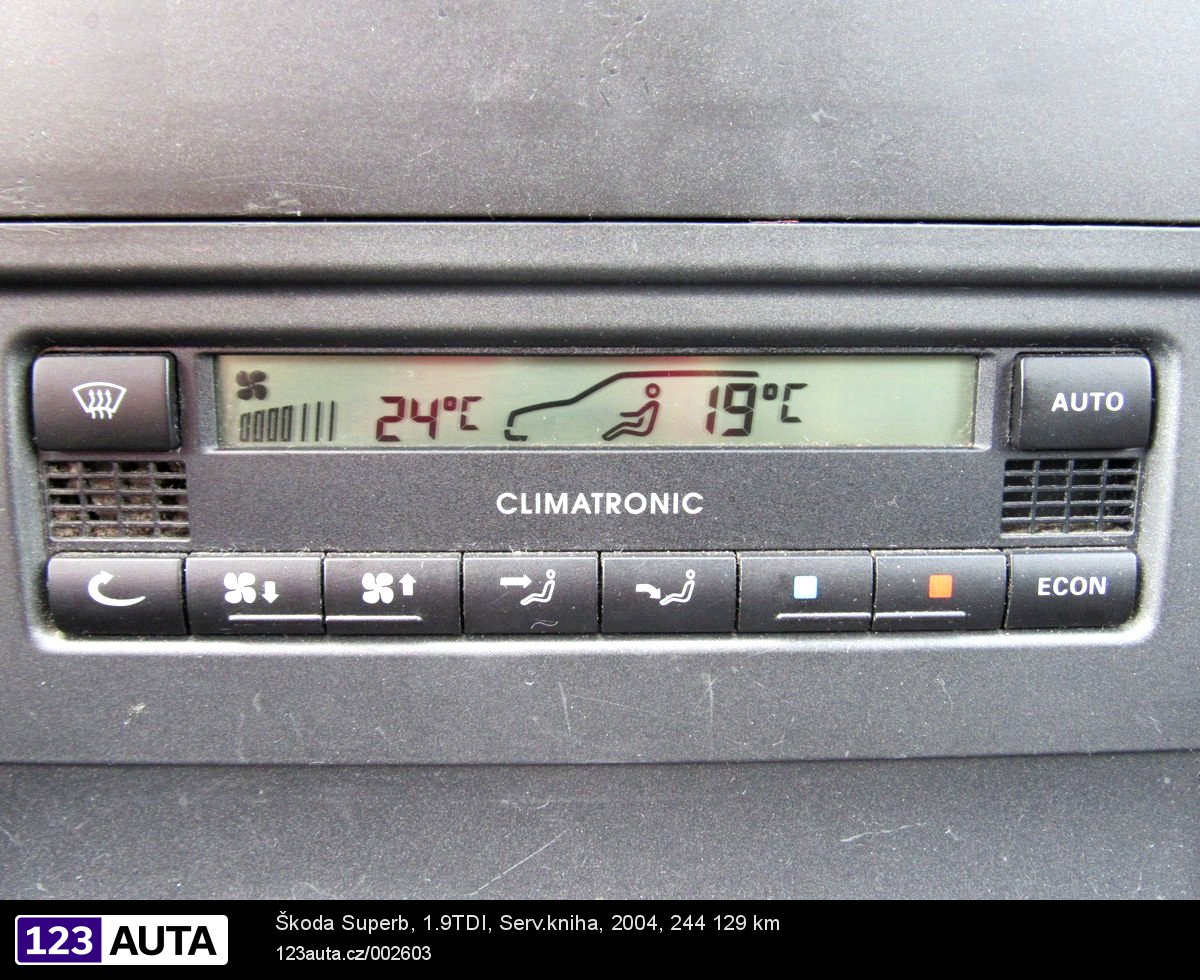 24°C
19°C
AUTO
CLIMATRONIC
ECON
123 AUTA
Škoda Superb, 1.9TDI, Serv.kniha, 2004, 244 129 km
123auta.cz/002603